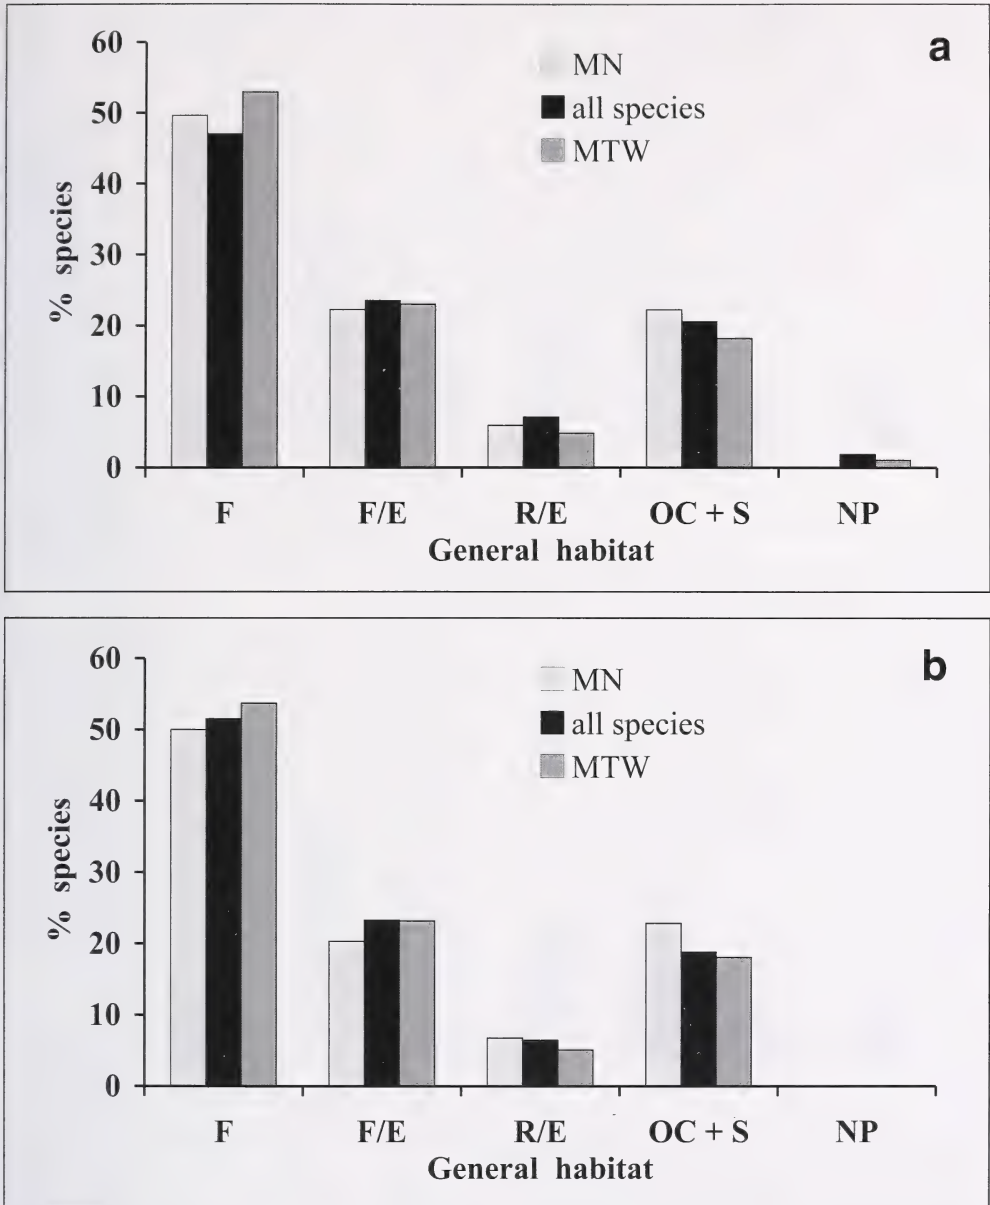 a
MN
all species
MTW
60
50
40
30
20
10
0
% species
F F/E R/E OC + S NP
General habitat
b
MN
all species
MTW
60
50
40
30
20
10
0
% species
F F/E R/E OC + S NP
General habitat